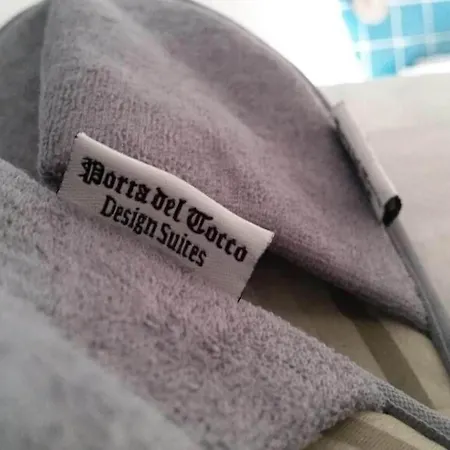 Porta del Tocco
Design Suites